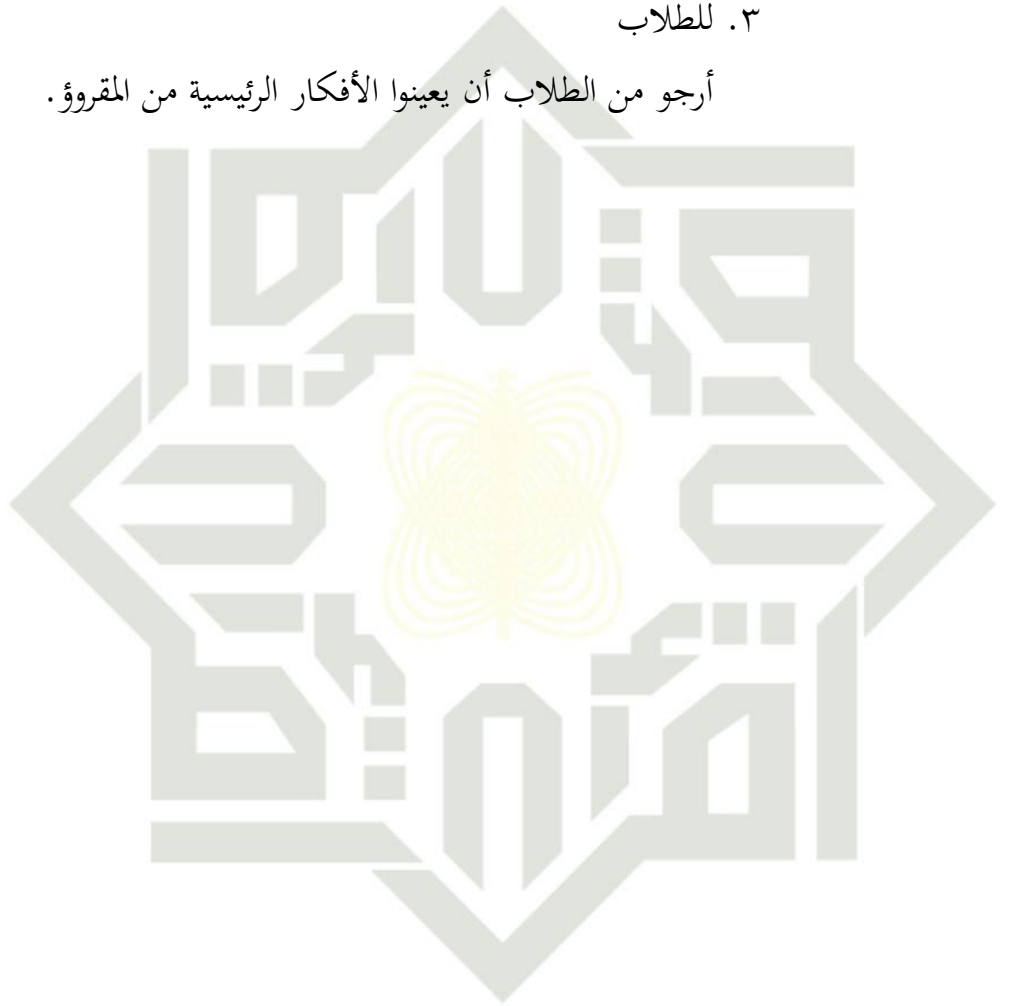 ٣. للطلاب
أرجو من الطلاب أن يعينوا الأفكار الرئيسية من المقروؤ.